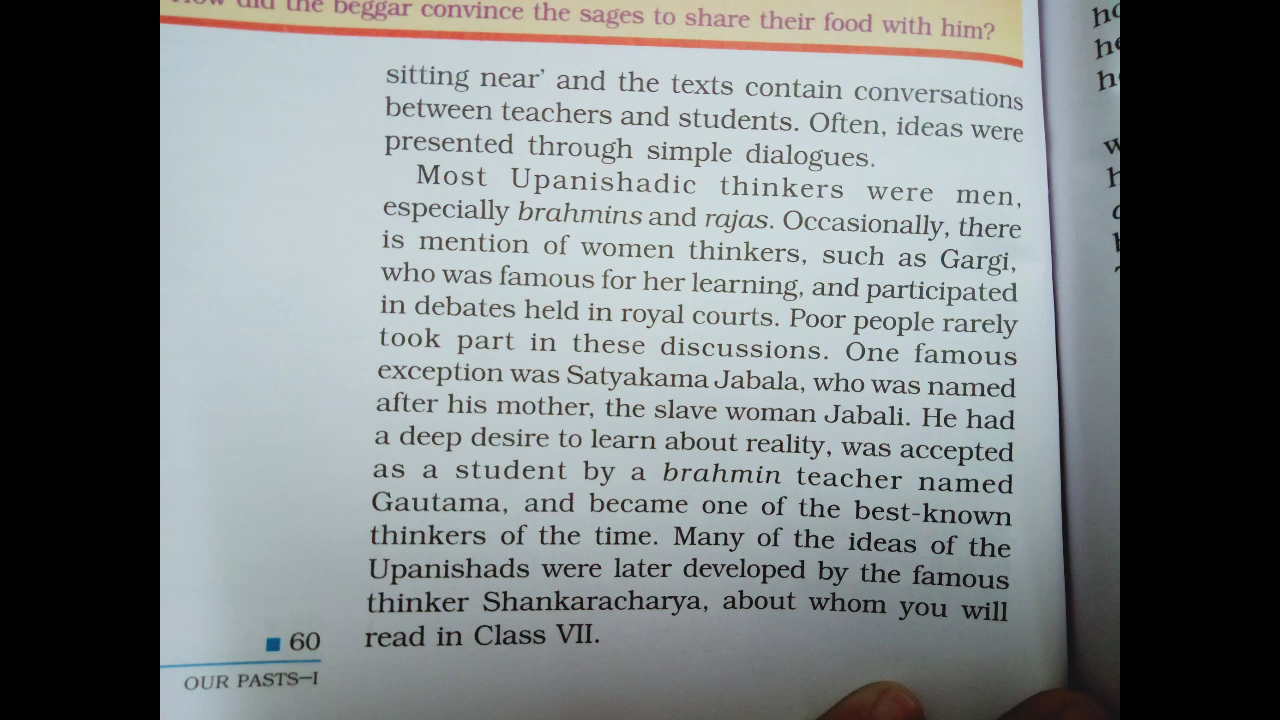 How did the beggar convince the sages to share their food with him?
sitting near’ and the texts contain conversations
between teachers and students. Often, ideas were
presented through simple dialogues.
Most Upanishadic thinkers were men,
especially brahmins and rajas. Occasionally, there
is mention of women thinkers, such as Gargi,
who was famous for her learning, and participated
in debates held in royal courts. Poor people rarely
took part in these discussions. One famous
exception was Satyakama Jabala, who was named
after his mother, the slave woman Jabali. He had
a deep desire to learn about reality, was accepted
as a student by a brahmin teacher named
Gautama, and became one of the best-known
thinkers of the time. Many of the ideas of the
Upanishads were later developed by the famous
thinker Shankaracharya, about whom you will
read in Class VII.
■ 60
OUR PASTS–I